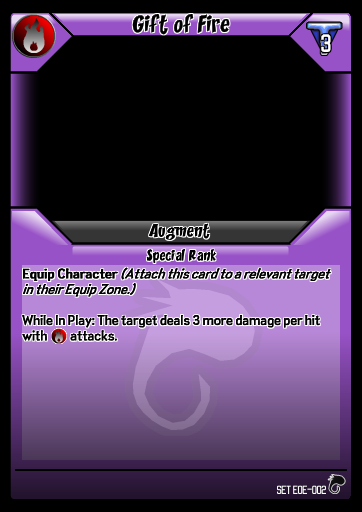 Gift of Fire
3
Augment
Special Rank
Equip Character (Attach this card to a relevant target
in their Equip Zone.)
While In Play: The target deals 3 more damage per hit
with attacks.
SET EOE-002